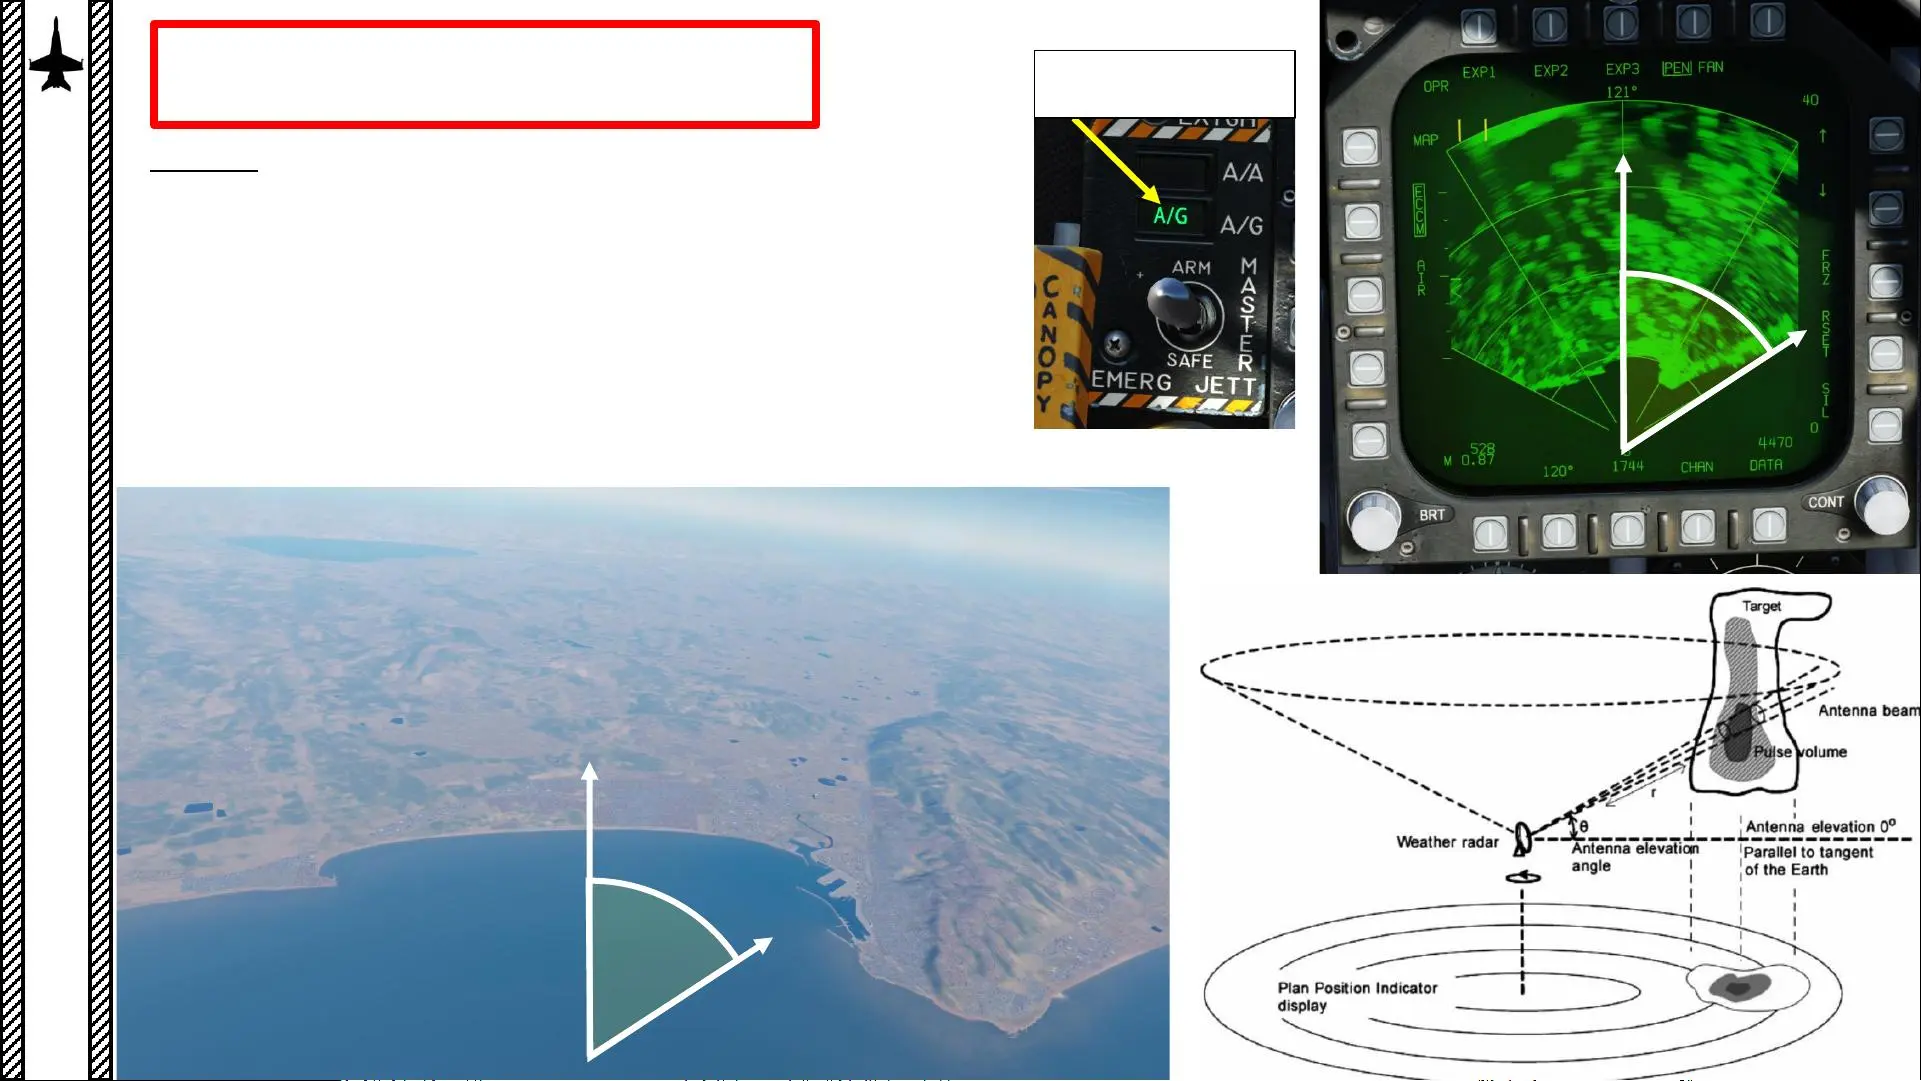 EXTGH
A/A
A/G
A/G
ARM
SAFE
MASTER
CANOPY
EMERG JETT
EXP1 EXP2 EXP3 PEN FAN
OPR
121°
40
MAP
ECCM
AIR
FRZ
RSET
SIL
0
528
M 0.87
120°
1744
CHAN
DATA
4470
BRT
CONT
Target
Antenna beam
Pulse volume
r
θ
Weather radar
Antenna elevation
angle
Antenna elevation 0°
Parallel to tangent
of the Earth
Plan Position Indicator
display